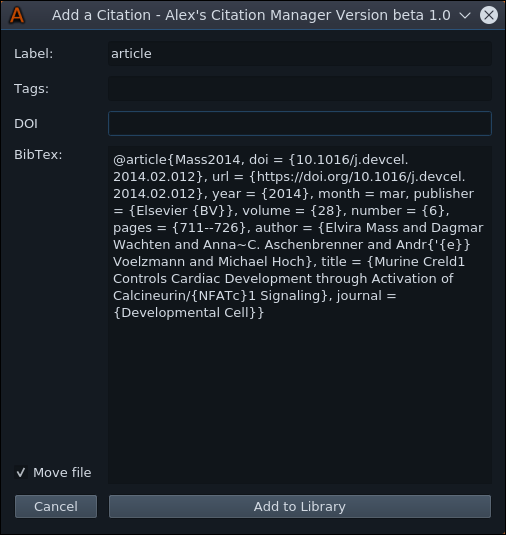 Add a Citation - Alex's Citation Manager Version beta 1.0
Label:
article
Tags:
DOI
BibTex:
@article{Mass2014, doi = {10.1016/j.devcel.
2014.02.012}, url = {https://doi.org/10.1016/j.devcel.
2014.02.012}, year = {2014}, month = mar, publisher
= {Elsevier {BV}}, volume = {28}, number = {6},
pages = {711--726}, author = {Elvira Mass and Dagmar
Wachten and Anna~C. Aschenbrenner and Andr{'{e}}
Voelzmann and Michael Hoch}, title = {Murine Creld1
Controls Cardiac Development through Activation of
Calcineurin/{NFATc}1 Signaling}, journal =
{Developmental Cell}}
Move file
Cancel
Add to Library